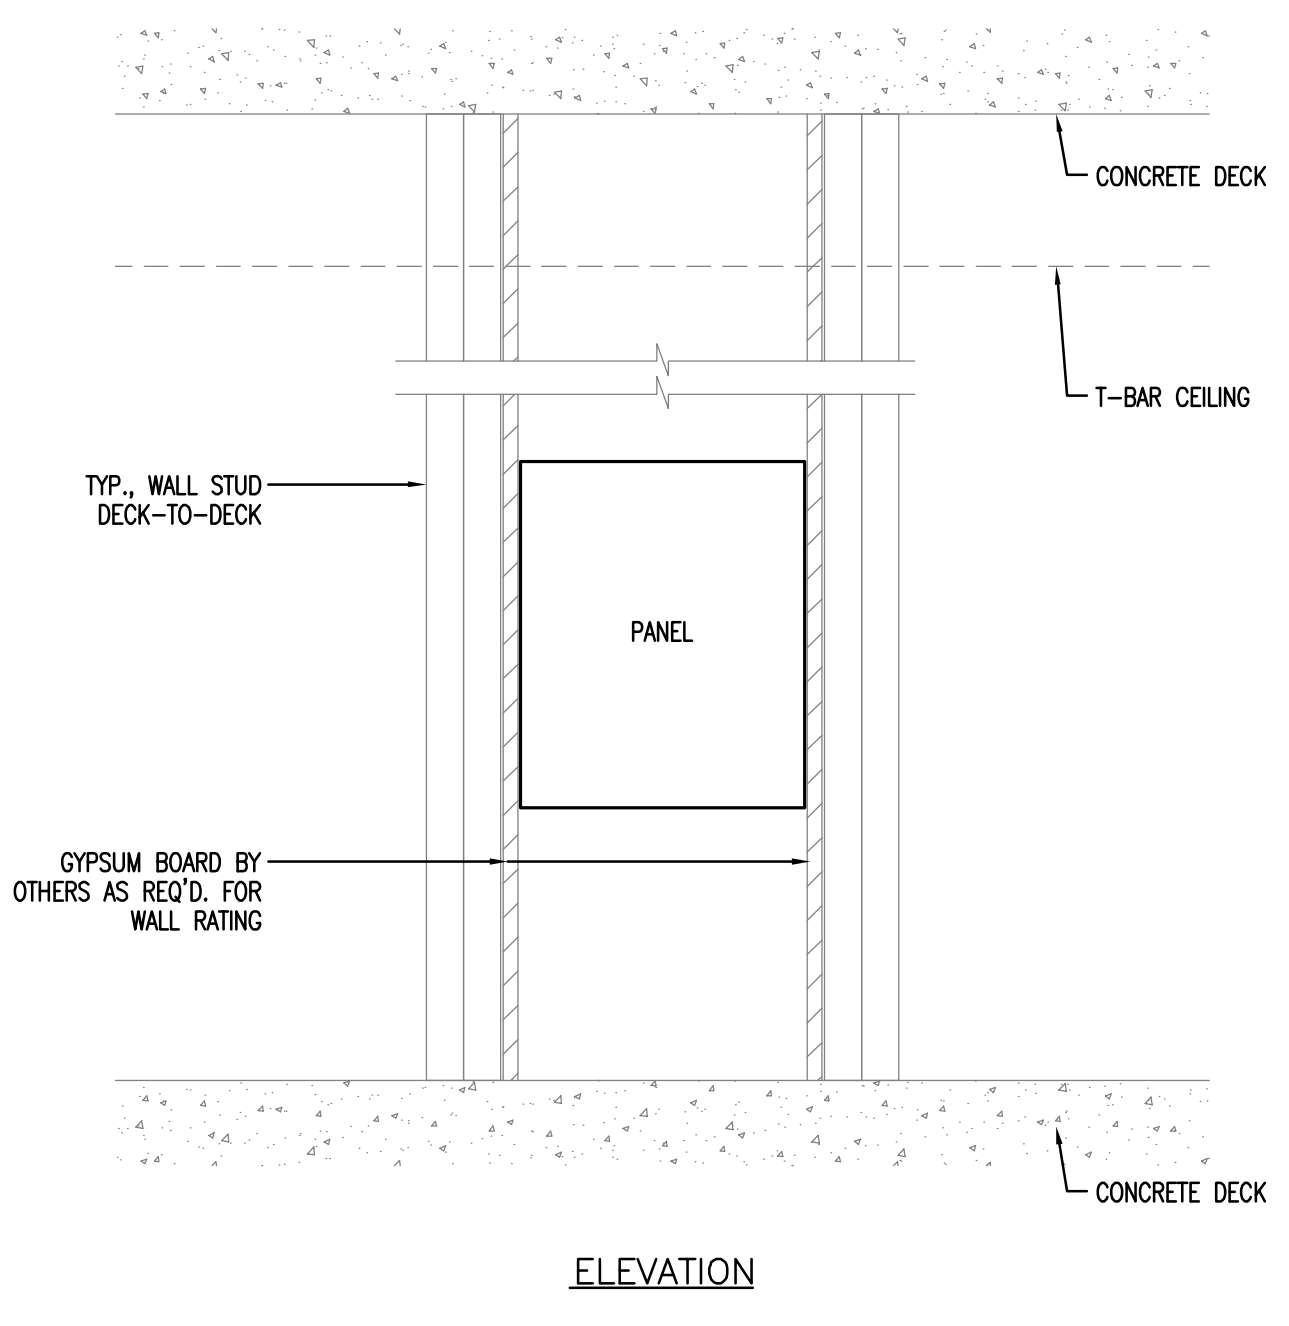 CONCRETE DECK
T-BAR CEILING
TYP., WALL STUD
DECK-TO-DECK
PANEL
GYPSUM BOARD BY
OTHERS AS REQ'D. FOR
WALL RATING
CONCRETE DECK
ELEVATION